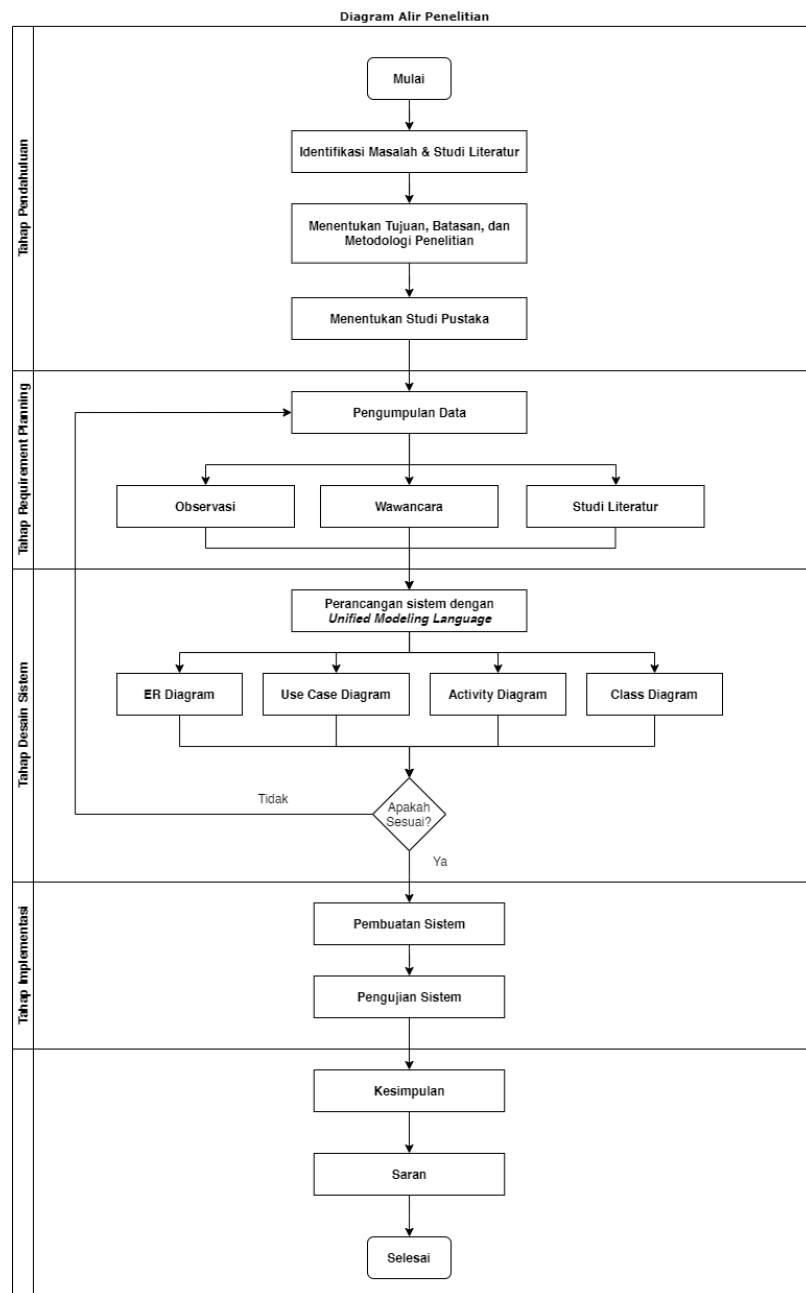 Diagram Alir Penelitian
Tahap Pendahuluan
Mulai
Identifikasi Masalah & Studi Literatur
Menentukan Tujuan, Batasan, dan
Metodologi Penelitian
Menentukan Studi Pustaka
Tahap Requirement Planning
Pengumpulan Data
Observasi
Wawancara
Studi Literatur
Tahap Desain Sistem
Perancangan sistem dengan
Unified Modeling Language
ER Diagram
Use Case Diagram
Activity Diagram
Class Diagram
Apakah
Sesuai?
Tidak
Ya
Tahap Implementasi
Pembuatan Sistem
Pengujian Sistem
Kesimpulan
Saran
Selesai